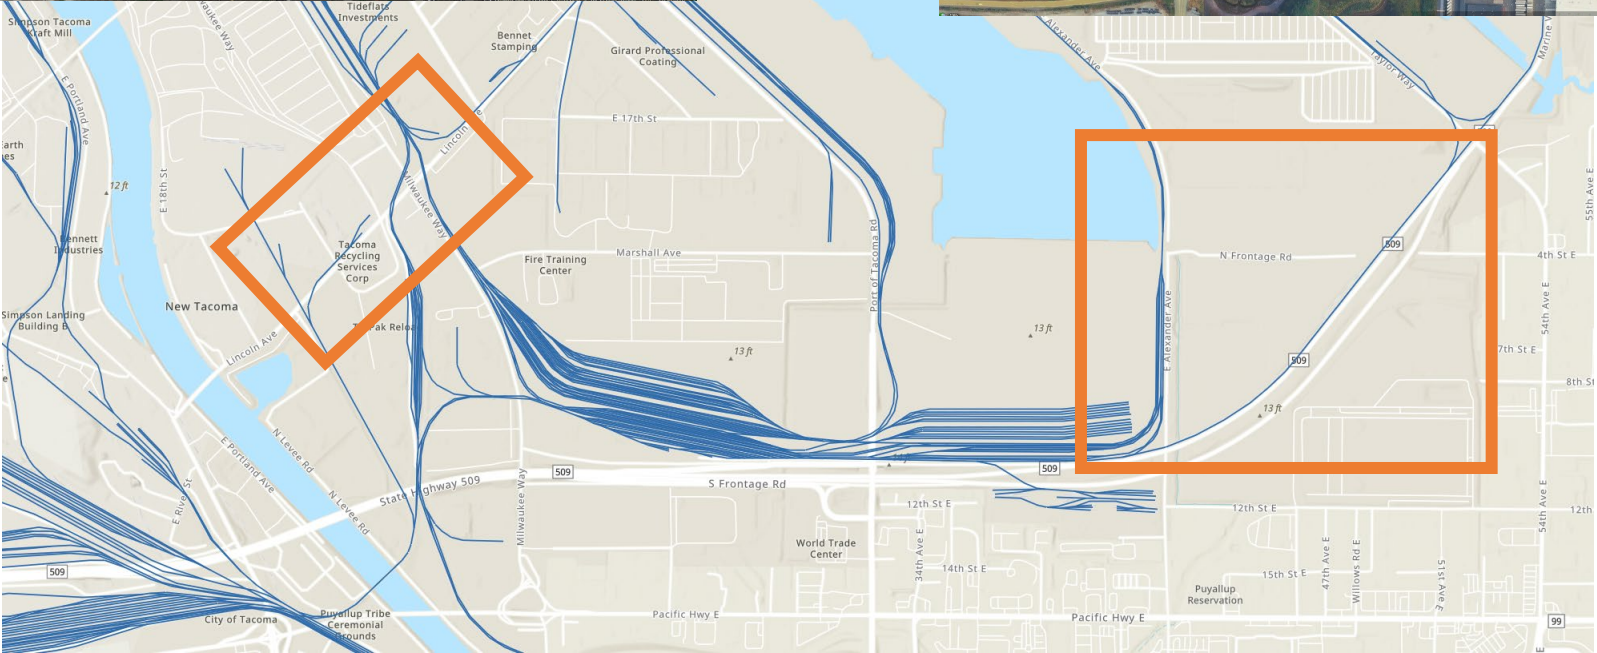 Simpson Tacoma
Kraft Mill
Tideflats
Investments
Bennet
Stamping
Girard Professional
Coating
Alexander Ave
Taylor Way
E Portland Ave
E 17th St
Lincoln
12 ft
E 18th St
Milwaukee Way
55th Ave E
Bennett
Industries
Tacoma
Recycling
Services
Corp
Fire Training
Center
Marshall Ave
Port of Tacoma Rd
509
N Frontage Rd
4th St E
New Tacoma
Simpson Landing
Building B
Lincoln Ave
13 ft
13 ft
E Alexander Ave
54th Ave E
7th St E
509
8th St
13 ft
E Portland Ave
N Levee Rd
N Levee Rd
E River St
State Highway 509
509
Milwaukee Way
S Frontage Rd
509
12th St E
12th St E
54th Ave E
12th
World Trade
Center
34th Ave E
14th St E
15th St E
47th Ave E
Willows Rd E
51st Ave E
509
Puyallup
Reservation
City of Tacoma
Puyallup Tribe
Ceremonial
Grounds
Pacific Hwy E
Pacific Hwy E
99